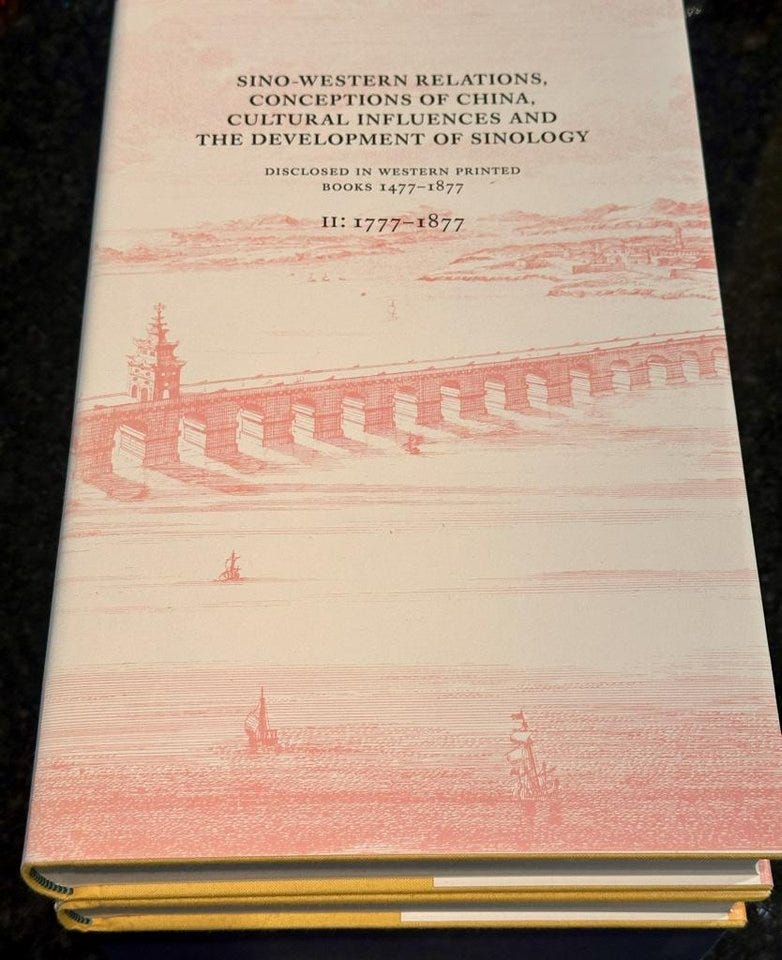 SINO-WESTERN RELATIONS,
CONCEPTIONS OF CHINA,
CULTURAL INFLUENCES AND
THE DEVELOPMENT OF SINOLOGY
DISCLOSED IN WESTERN PRINTED
BOOKS 1477–1877
II: 1777–1877